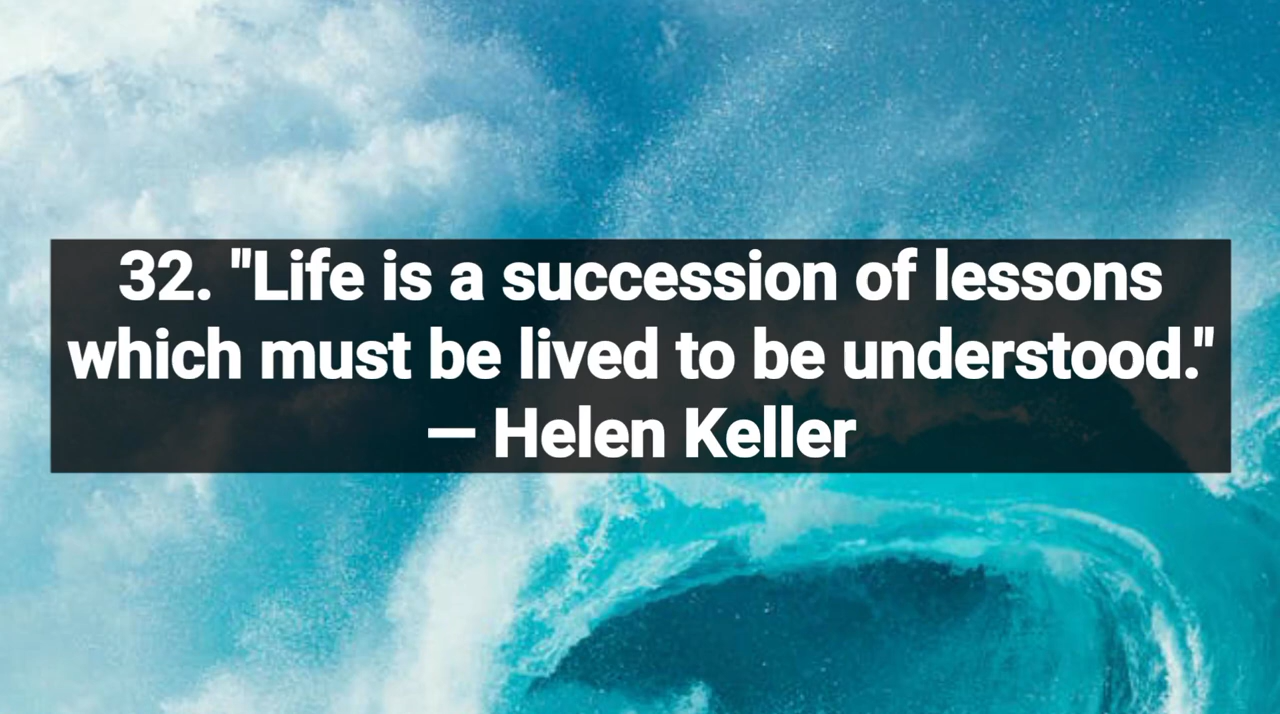 32. "Life is a succession of lessons
which must be lived to be understood."
— Helen Keller